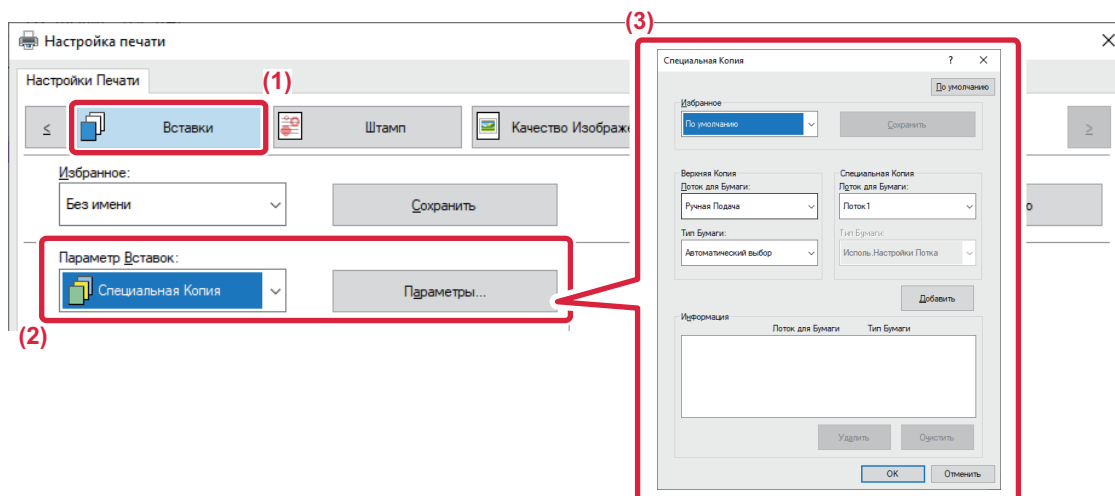 (3)
Настройка печати
Настройки Печати
(1)
≤ Вставки Штамп Качество Изображе ≥
Избранное:
Без имени Сохранить
Параметр Вставок:
Специальная Копия Параметры...
(2)
Специальная Копия ?
По умолчанию
Избранное
По умолчанию Сохранить
Верхняя Копия Специальная Копия
Поток для Бумаги: Поток для Бумаги:
Ручная Подача Лоток1
Тип Бумаги: Тип Бумаги:
Автоматический выбор Исполь.Настройки Лотка
Добавить
Информация
Поток для Бумаги Тип Бумаги
Удалить Очистить
OK Отменить